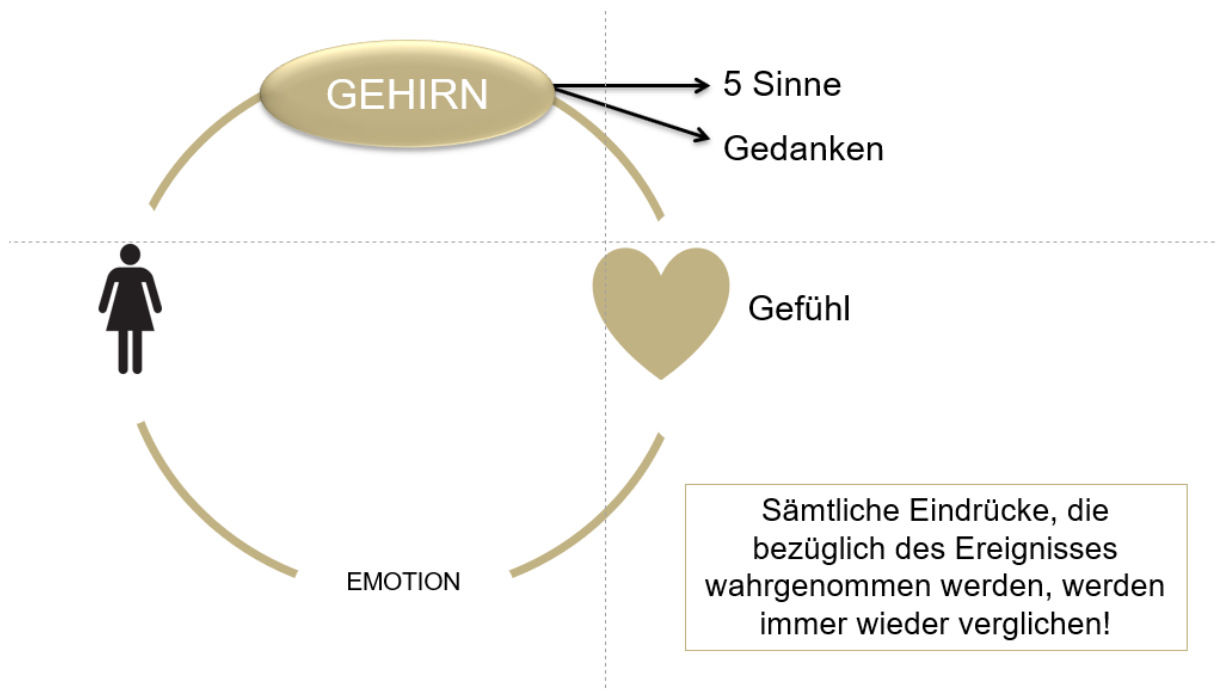 GEHIRN
5 Sinne
Gedanken
Gefühl
EMOTION
Sämtliche Eindrücke, die
bezüglich des Ereignisses
wahrgenommen werden, werden
immer wieder verglichen!